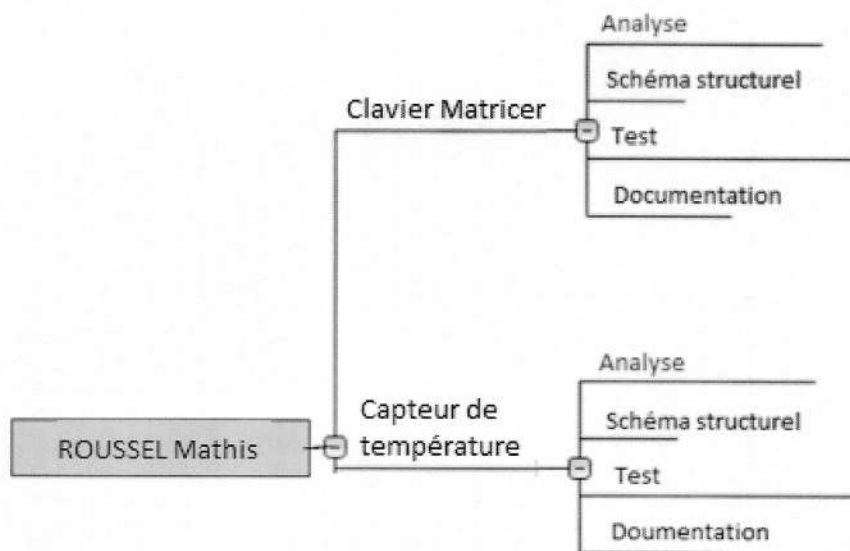 Analyse
Schéma structurel
Clavier Matricer
Test
Documentation
Analyse
Capteur de
température
Schéma structurel
ROUSSEL Mathis
Test
Doumentation